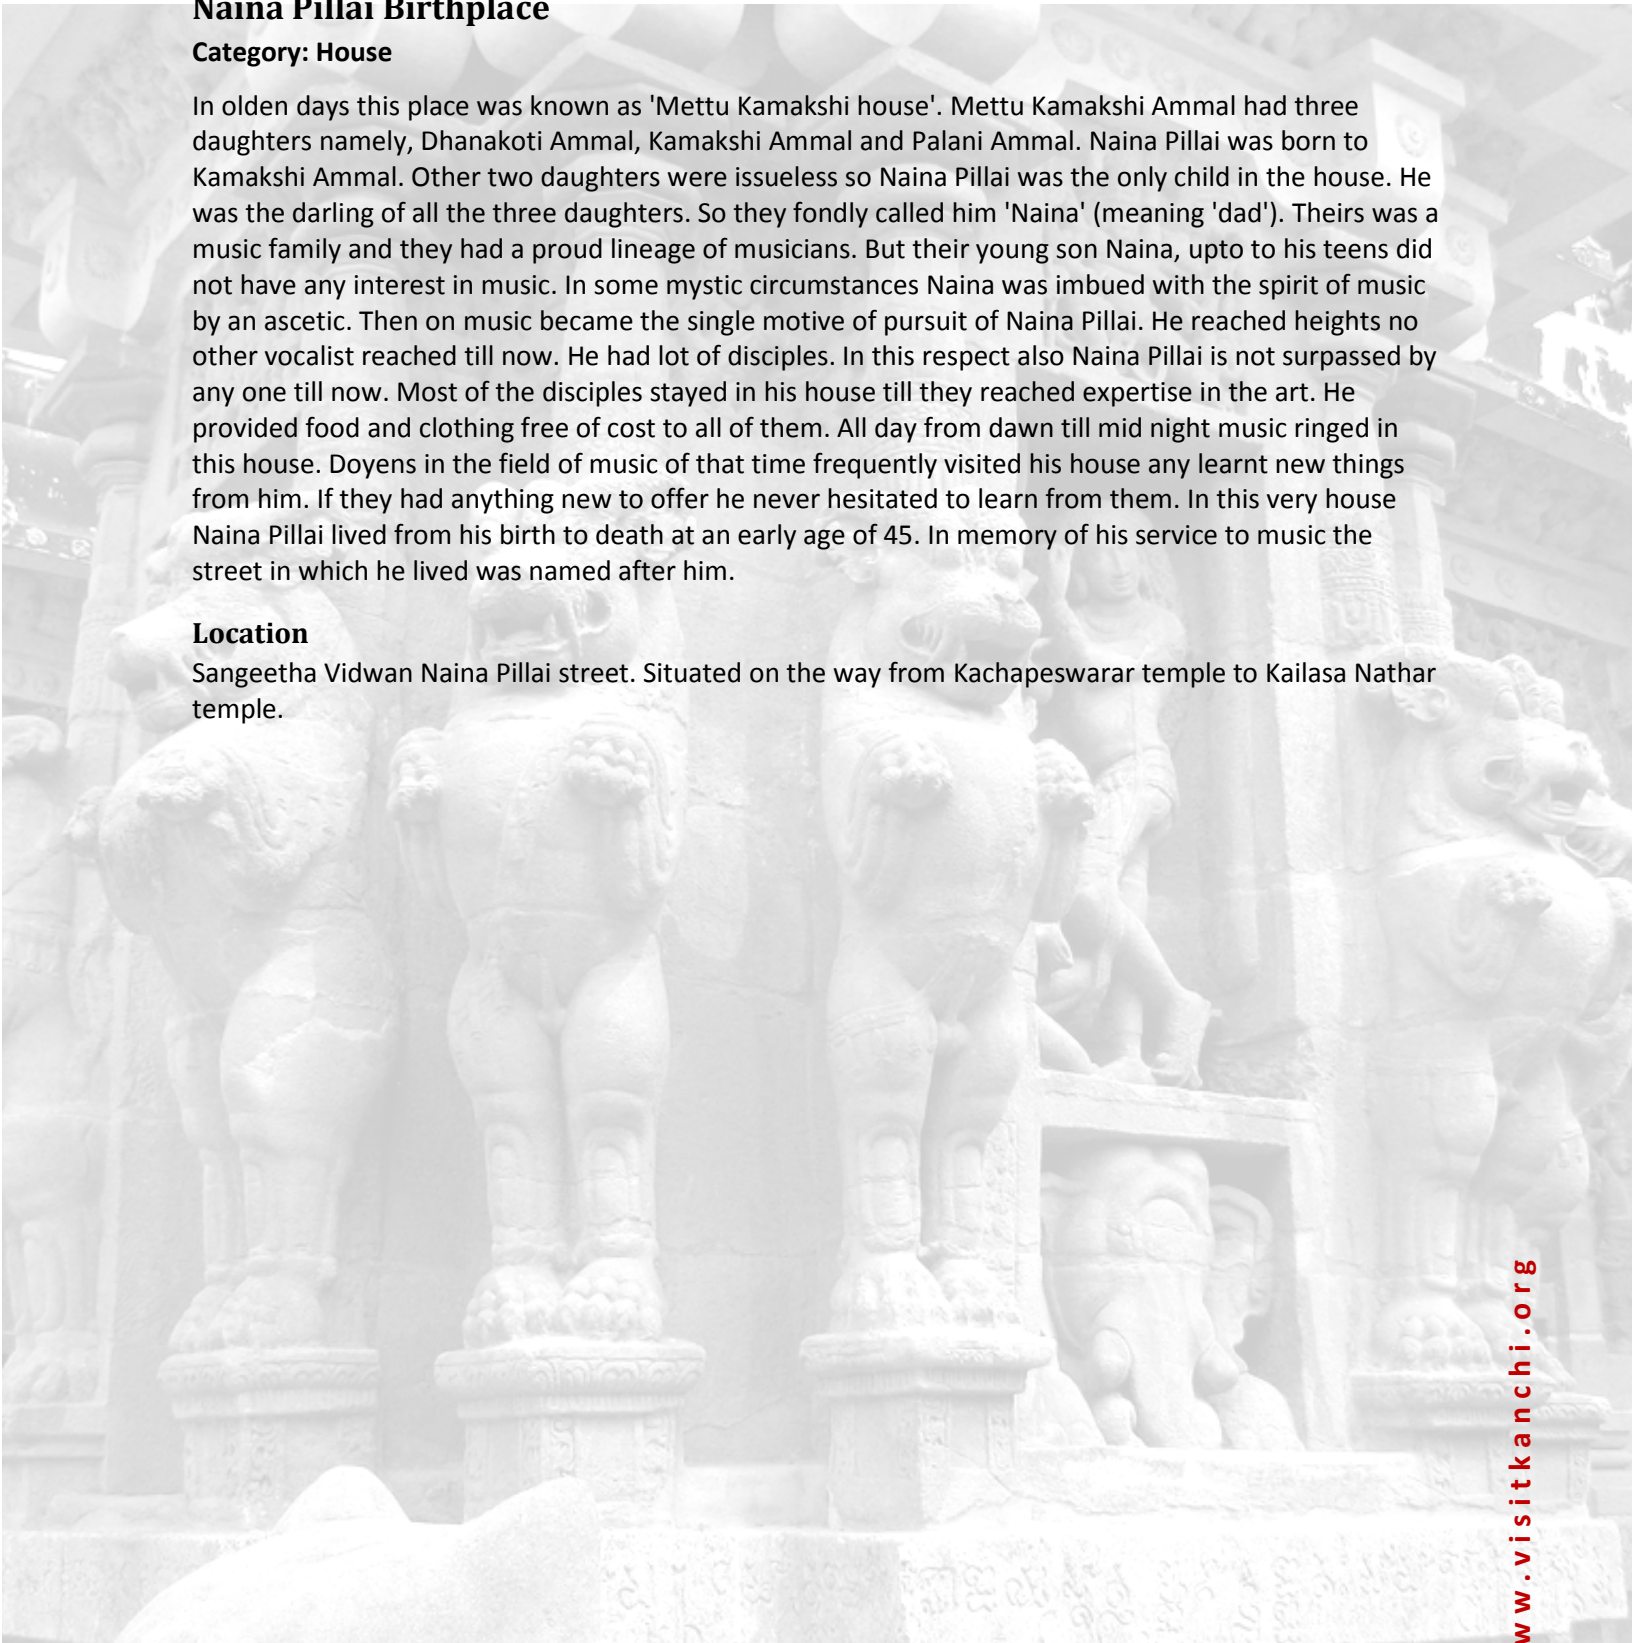 Naina Pillai Birthplace
Category: House
In olden days this place was known as 'Mettu Kamakshi house'. Mettu Kamakshi Ammal had three
daughters namely, Dhanakoti Ammal, Kamakshi Ammal and Palani Ammal. Naina Pillai was born to
Kamakshi Ammal. Other two daughters were issueless so Naina Pillai was the only child in the house. He
was the darling of all the three daughters. So they fondly called him 'Naina' (meaning 'dad'). Theirs was a
music family and they had a proud lineage of musicians. But their young son Naina, upto to his teens did
not have any interest in music. In some mystic circumstances Naina was imbued with the spirit of music
by an ascetic. Then on music became the single motive of pursuit of Naina Pillai. He reached heights no
other vocalist reached till now. He had lot of disciples. In this respect also Naina Pillai is not surpassed by
any one till now. Most of the disciples stayed in his house till they reached expertise in the art. He
provided food and clothing free of cost to all of them. All day from dawn till mid night music ringed in
this house. Doyens in the field of music of that time frequently visited his house any learnt new things
from him. If they had anything new to offer he never hesitated to learn from them. In this very house
Naina Pillai lived from his birth to death at an early age of 45. In memory of his service to music the
street in which he lived was named after him.
Location
Sangeetha Vidwan Naina Pillai street. Situated on the way from Kachapeswarar temple to Kailasa Nathar
temple.
ww.visitkanchi.org